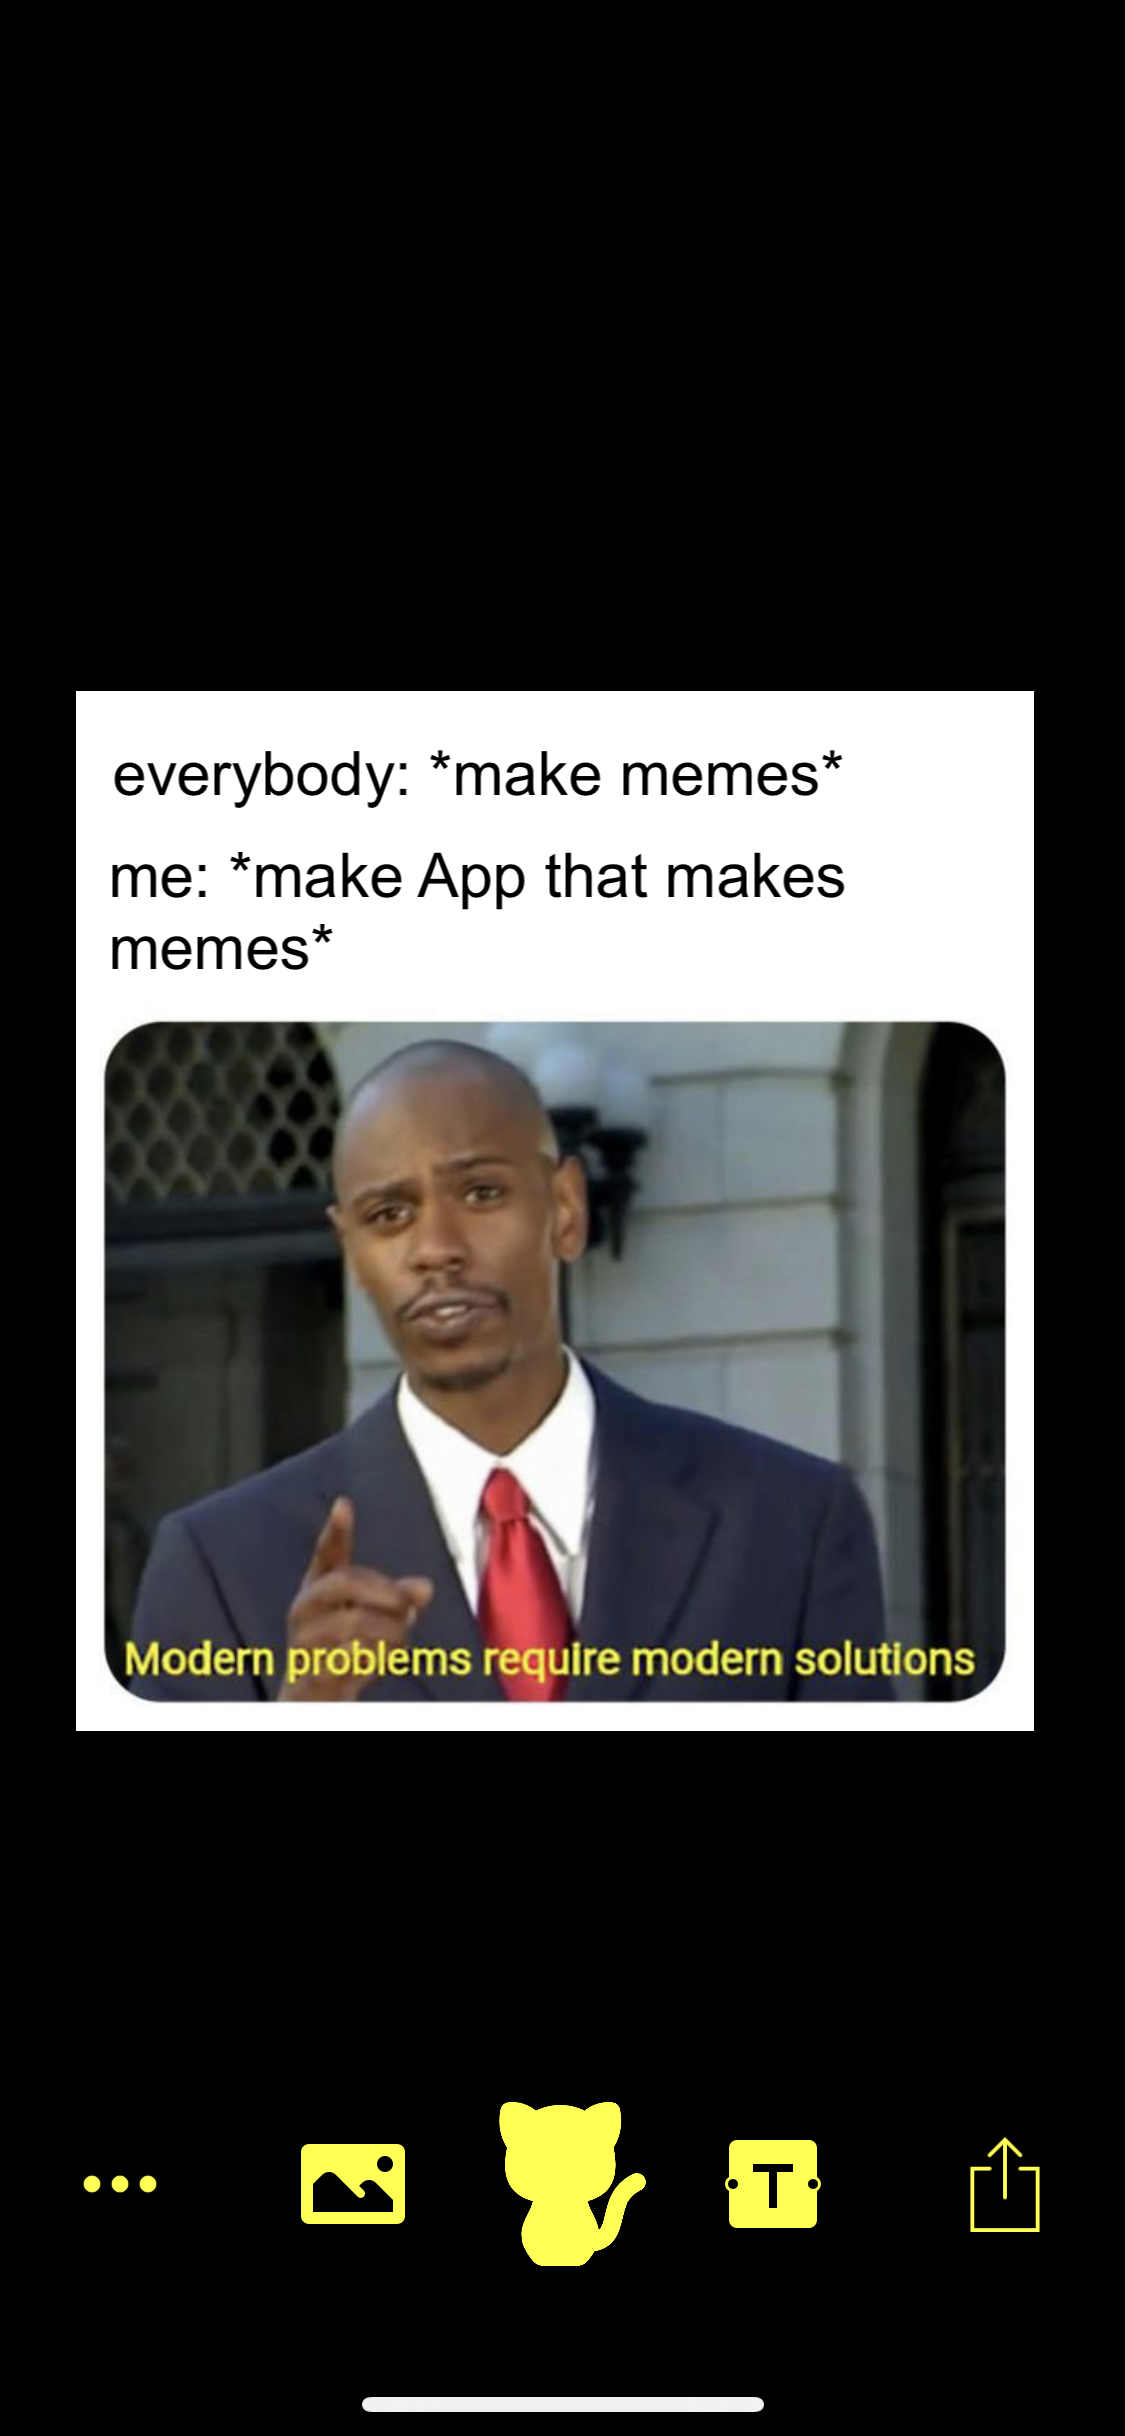 everybody: *make memes*
me: *make App that makes
memes*
Modern problems require modern solutions
T